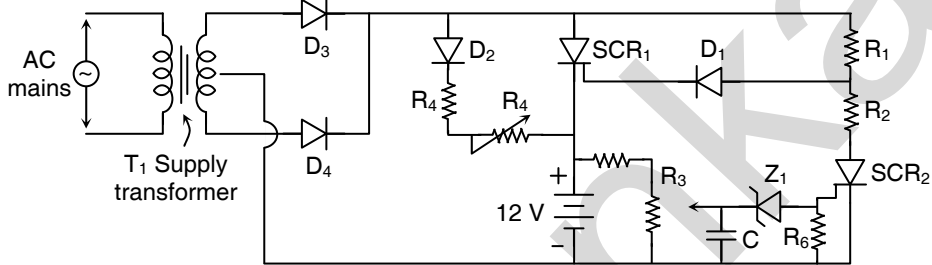 AC
mains
T1 Supply
transformer
D3
D4
D2
R4
R4
SCR1
D1
R1
R2
SCR2
+
12 V
–
R3
Z1
C
R6